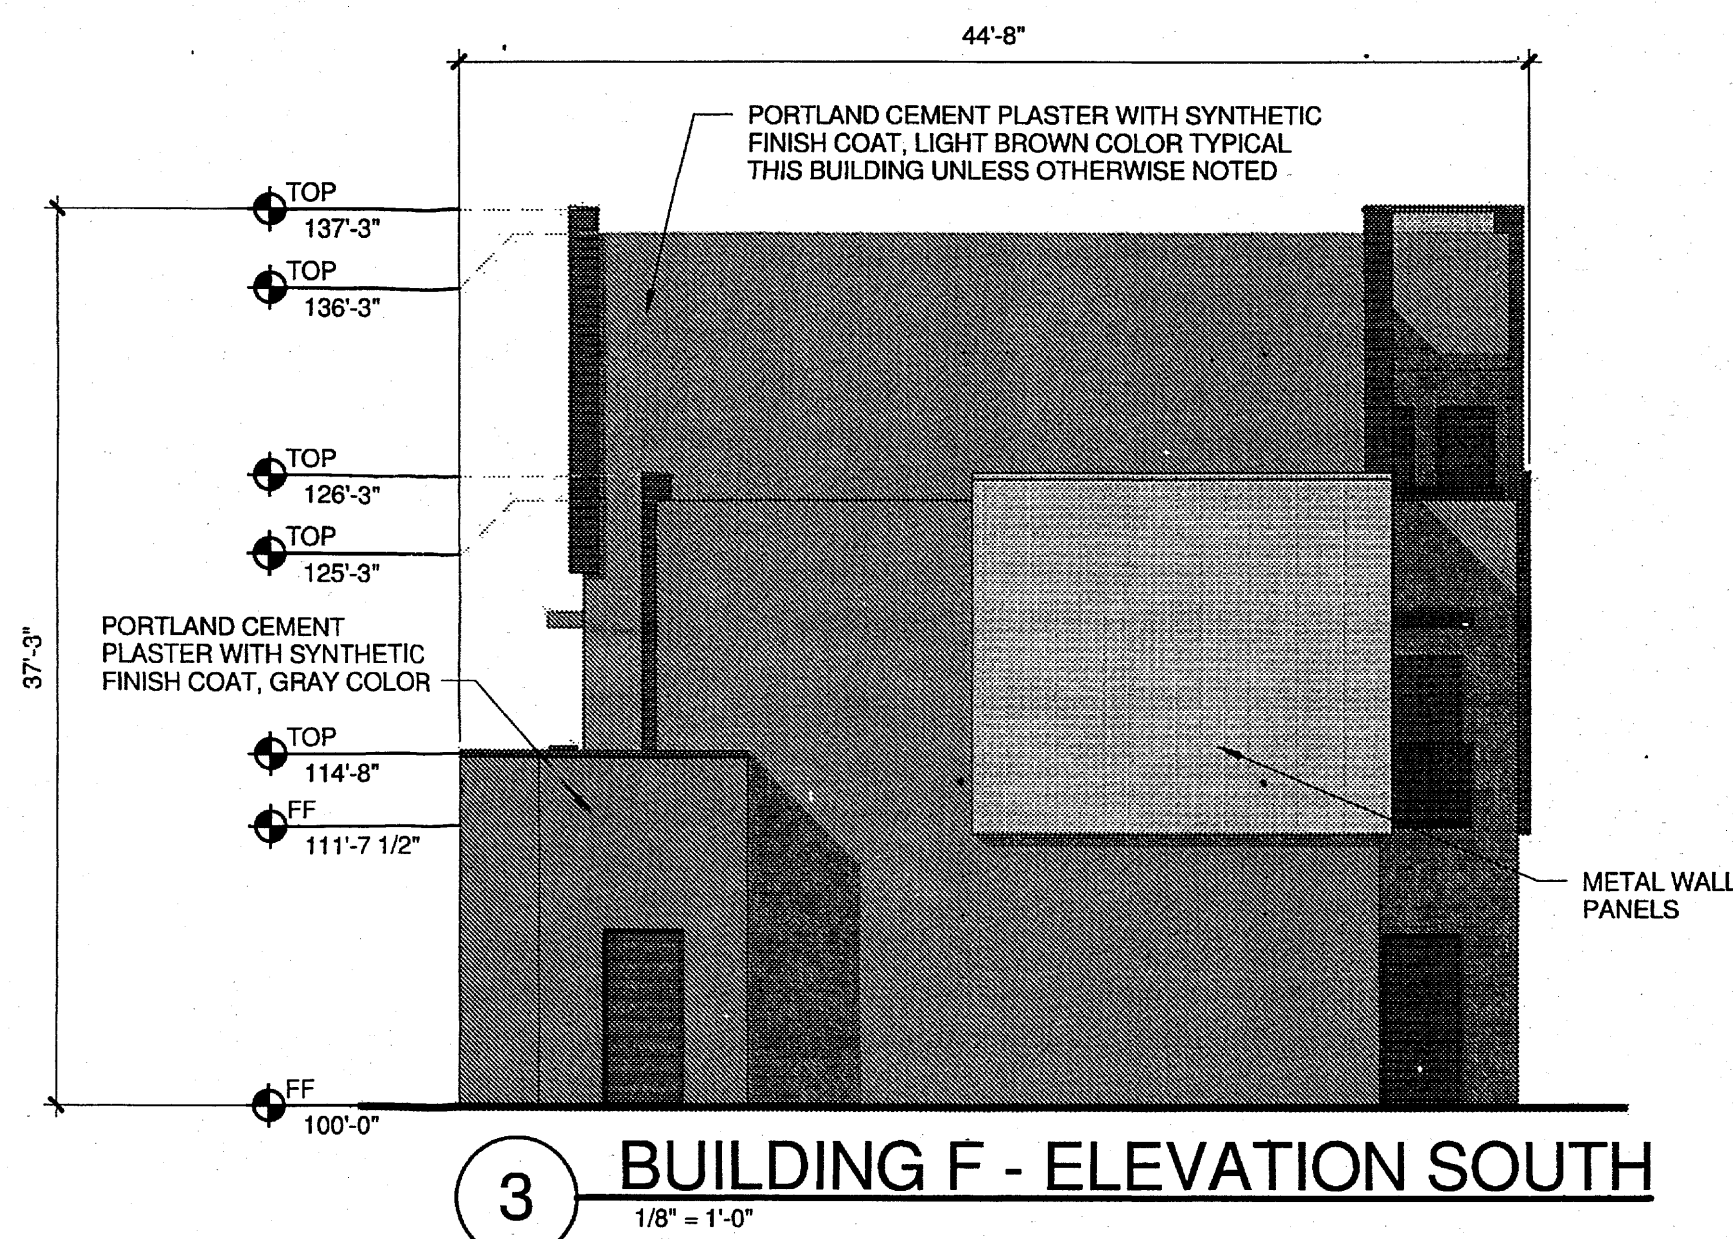 44'-8"
PORTLAND CEMENT PLASTER WITH SYNTHETIC
FINISH COAT, LIGHT BROWN COLOR TYPICAL
THIS BUILDING UNLESS OTHERWISE NOTED
TOP
137'-3"
TOP
136'-3"
TOP
126'-3"
TOP
125'-3"
37'-3"
PORTLAND CEMENT
PLASTER WITH SYNTHETIC
FINISH COAT, GRAY COLOR
TOP
114'-8"
FF
111'-7 1/2"
METAL WALL
PANELS
FF
100'-0"
3
BUILDING F - ELEVATION SOUTH
1/8" = 1'-0"